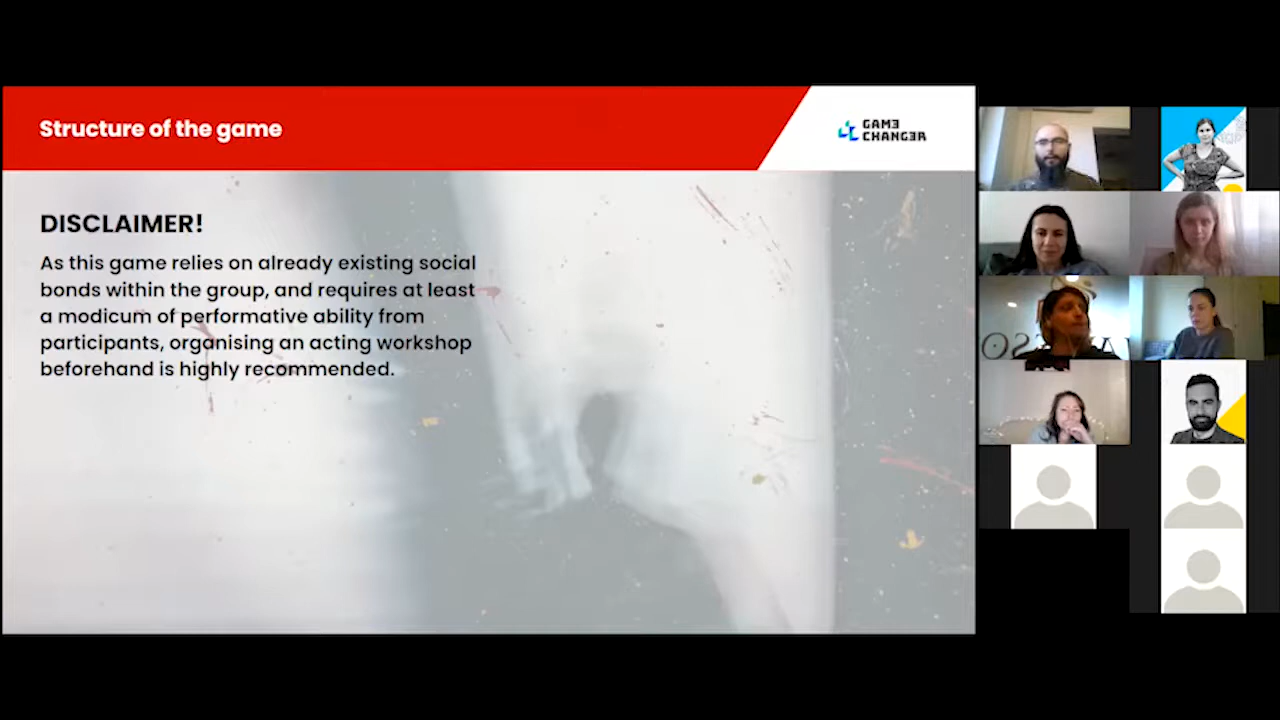 Structure of the game
GAM3
CHANG3R
DISCLAIMER!
As this game relies on already existing social
bonds within the group, and requires at least
a modicum of performative ability from
participants, organising an acting workshop
beforehand is highly recommended.